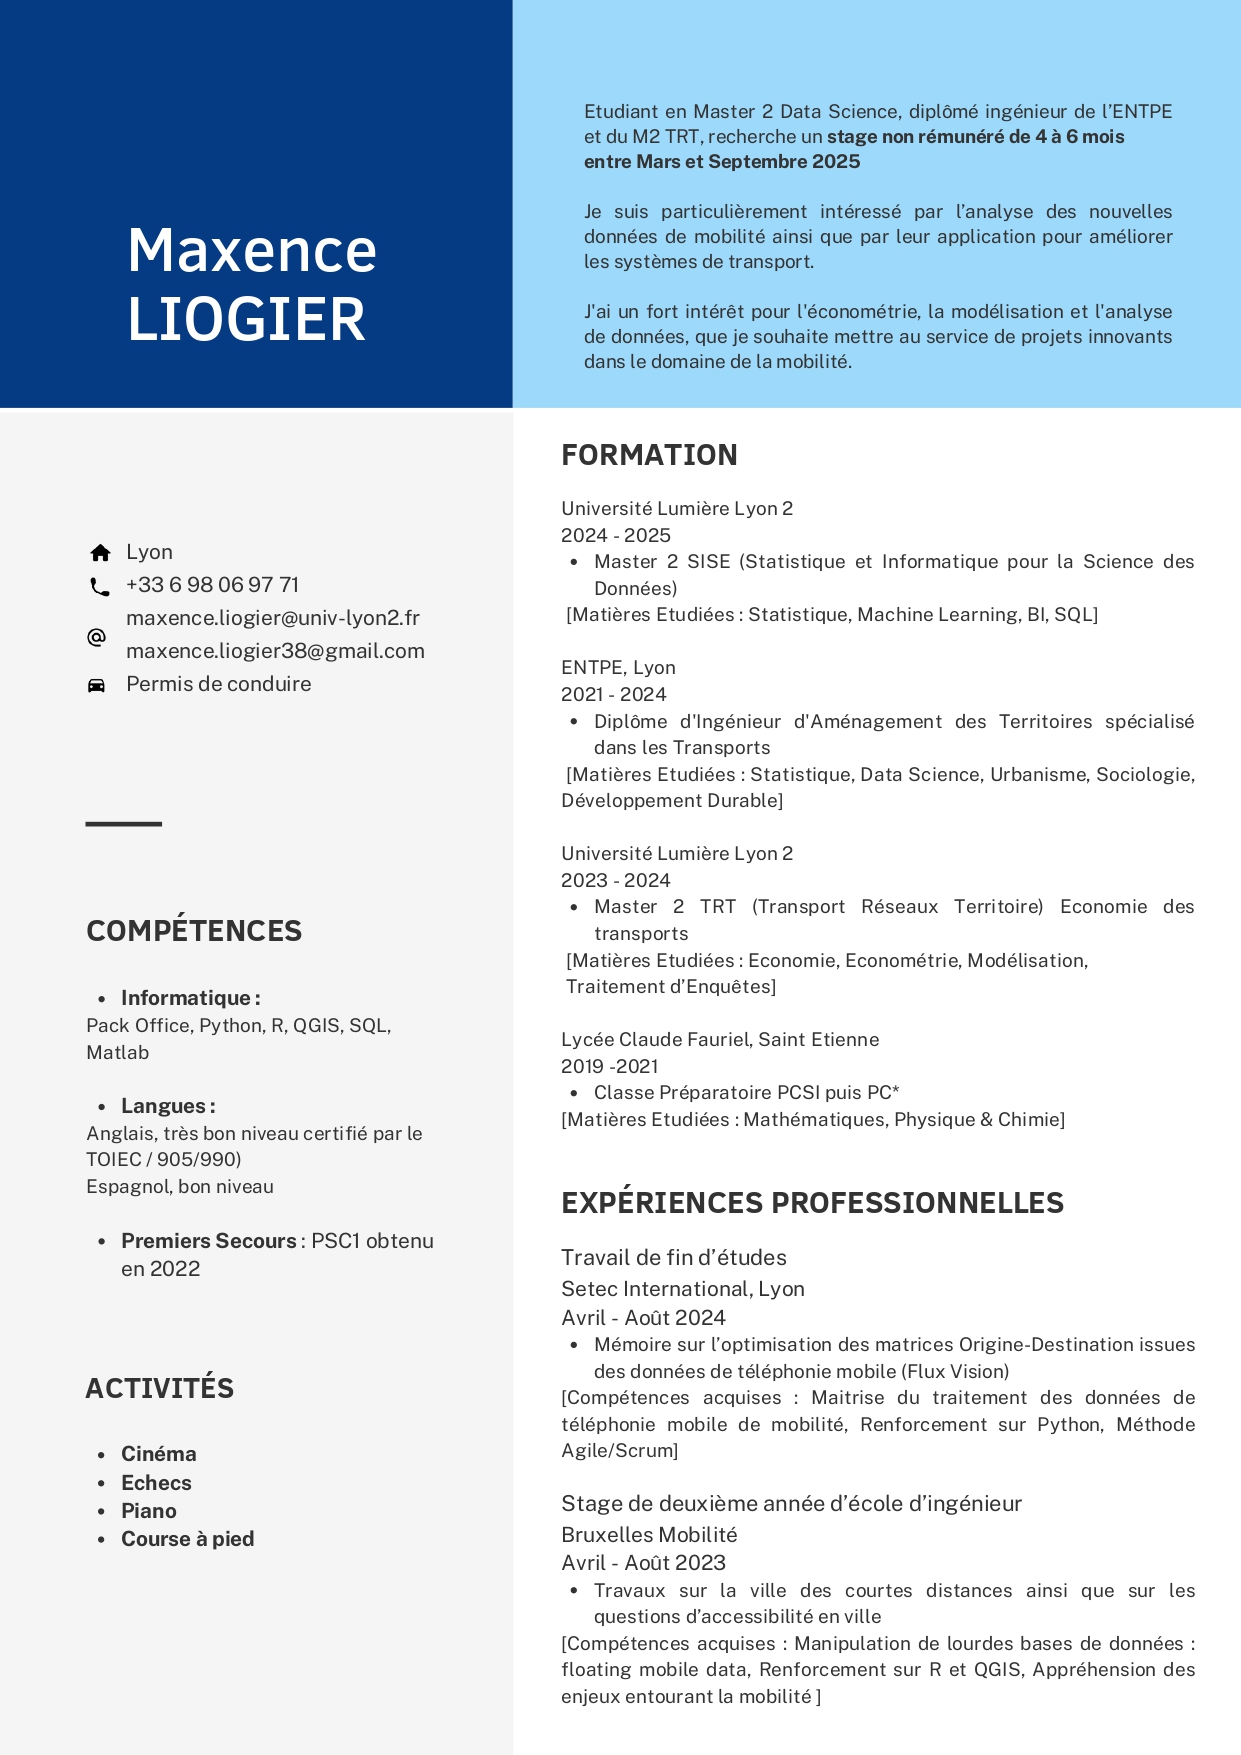 Maxence
LIOGIER
Etudiant en Master 2 Data Science, diplômé ingénieur de l’ENTPE
et du M2 TRT, recherche un stage non rémunéré de 4 à 6 mois
entre Mars et Septembre 2025
Je suis particulièrement intéressé par l’analyse des nouvelles
données de mobilité ainsi que par leur application pour améliorer
les systèmes de transport.
J'ai un fort intérêt pour l'économétrie, la modélisation et l'analyse
de données, que je souhaite mettre au service de projets innovants
dans le domaine de la mobilité.
Lyon
+33 6 98 06 97 71
maxence.liogier@univ-lyon2.fr
maxence.liogier38@gmail.com
Permis de conduire
COMPÉTENCES
• Informatique :
Pack Office, Python, R, QGIS, SQL,
Matlab
• Langues :
Anglais, très bon niveau certifié par le
TOIEC / 905/990)
Espagnol, bon niveau
• Premiers Secours : PSC1 obtenu
en 2022
ACTIVITÉS
• Cinéma
• Echecs
• Piano
• Course à pied
FORMATION
Université Lumière Lyon 2
2024 - 2025
• Master 2 SISE (Statistique et Informatique pour la Science des
Données)
[Matières Etudiées : Statistique, Machine Learning, BI, SQL]
ENTPE, Lyon
2021 - 2024
• Diplôme d'Ingénieur d'Aménagement des Territoires spécialisé
dans les Transports
[Matières Etudiées : Statistique, Data Science, Urbanisme, Sociologie,
Développement Durable]
Université Lumière Lyon 2
2023 - 2024
• Master 2 TRT (Transport Réseaux Territoire) Economie des
transports
[Matières Etudiées : Economie, Econométrie, Modélisation,
Traitement d’Enquêtes]
Lycée Claude Fauriel, Saint Etienne
2019 -2021
• Classe Préparatoire PCSI puis PC*
[Matières Etudiées : Mathématiques, Physique & Chimie]
EXPÉRIENCES PROFESSIONNELLES
Travail de fin d’études
Setec International, Lyon
Avril - Août 2024
• Mémoire sur l’optimisation des matrices Origine-Destination issues
des données de téléphonie mobile (Flux Vision)
[Compétences acquises : Maitrise du traitement des données de
téléphonie mobile de mobilité, Renforcement sur Python, Méthode
Agile/Scrum]
Stage de deuxième année d’école d’ingénieur
Bruxelles Mobilité
Avril - Août 2023
• Travaux sur la ville des courtes distances ainsi que sur les
questions d’accessibilité en ville
[Compétences acquises : Manipulation de lourdes bases de données :
floating mobile data, Renforcement sur R et QGIS, Appréhension des
enjeux entourant la mobilité ]